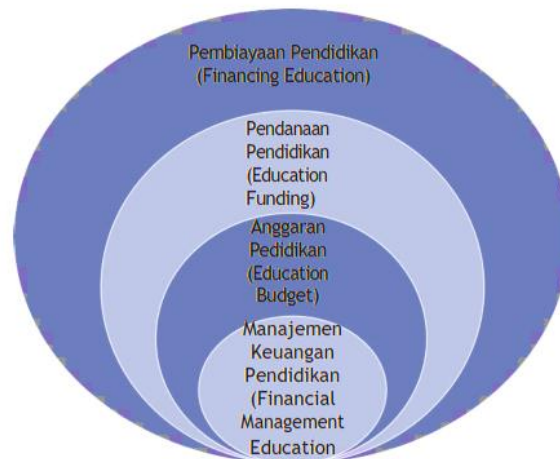 Pembiayaan Pendidikan
(Financing Education)
Pendanaan
Pendidikan
(Education
Funding)
Anggaran
Pedidikan
(Education
Budget)
Manajemen
Keuangan
Pendidikan
(Financial
Management
Education